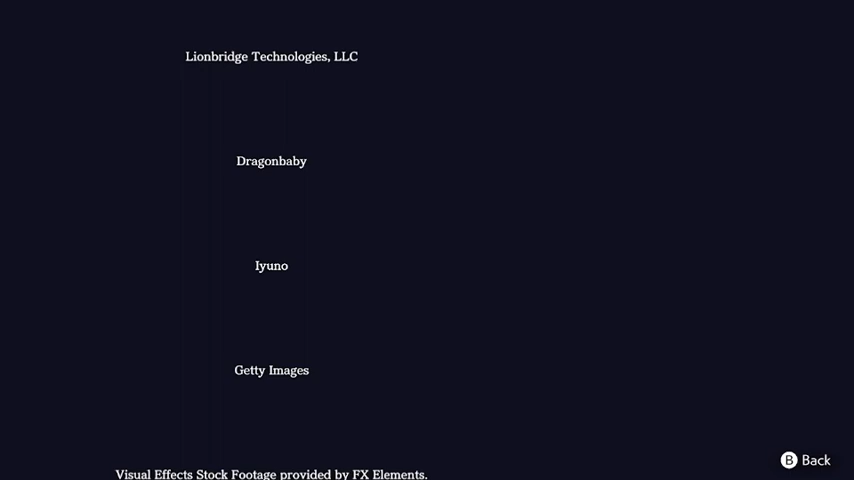 Lionbridge Technologies, LLC
Dragonbaby
Iyuno
Getty Images
B Back
Visual Effects Stock Footage provided by FX Elements.